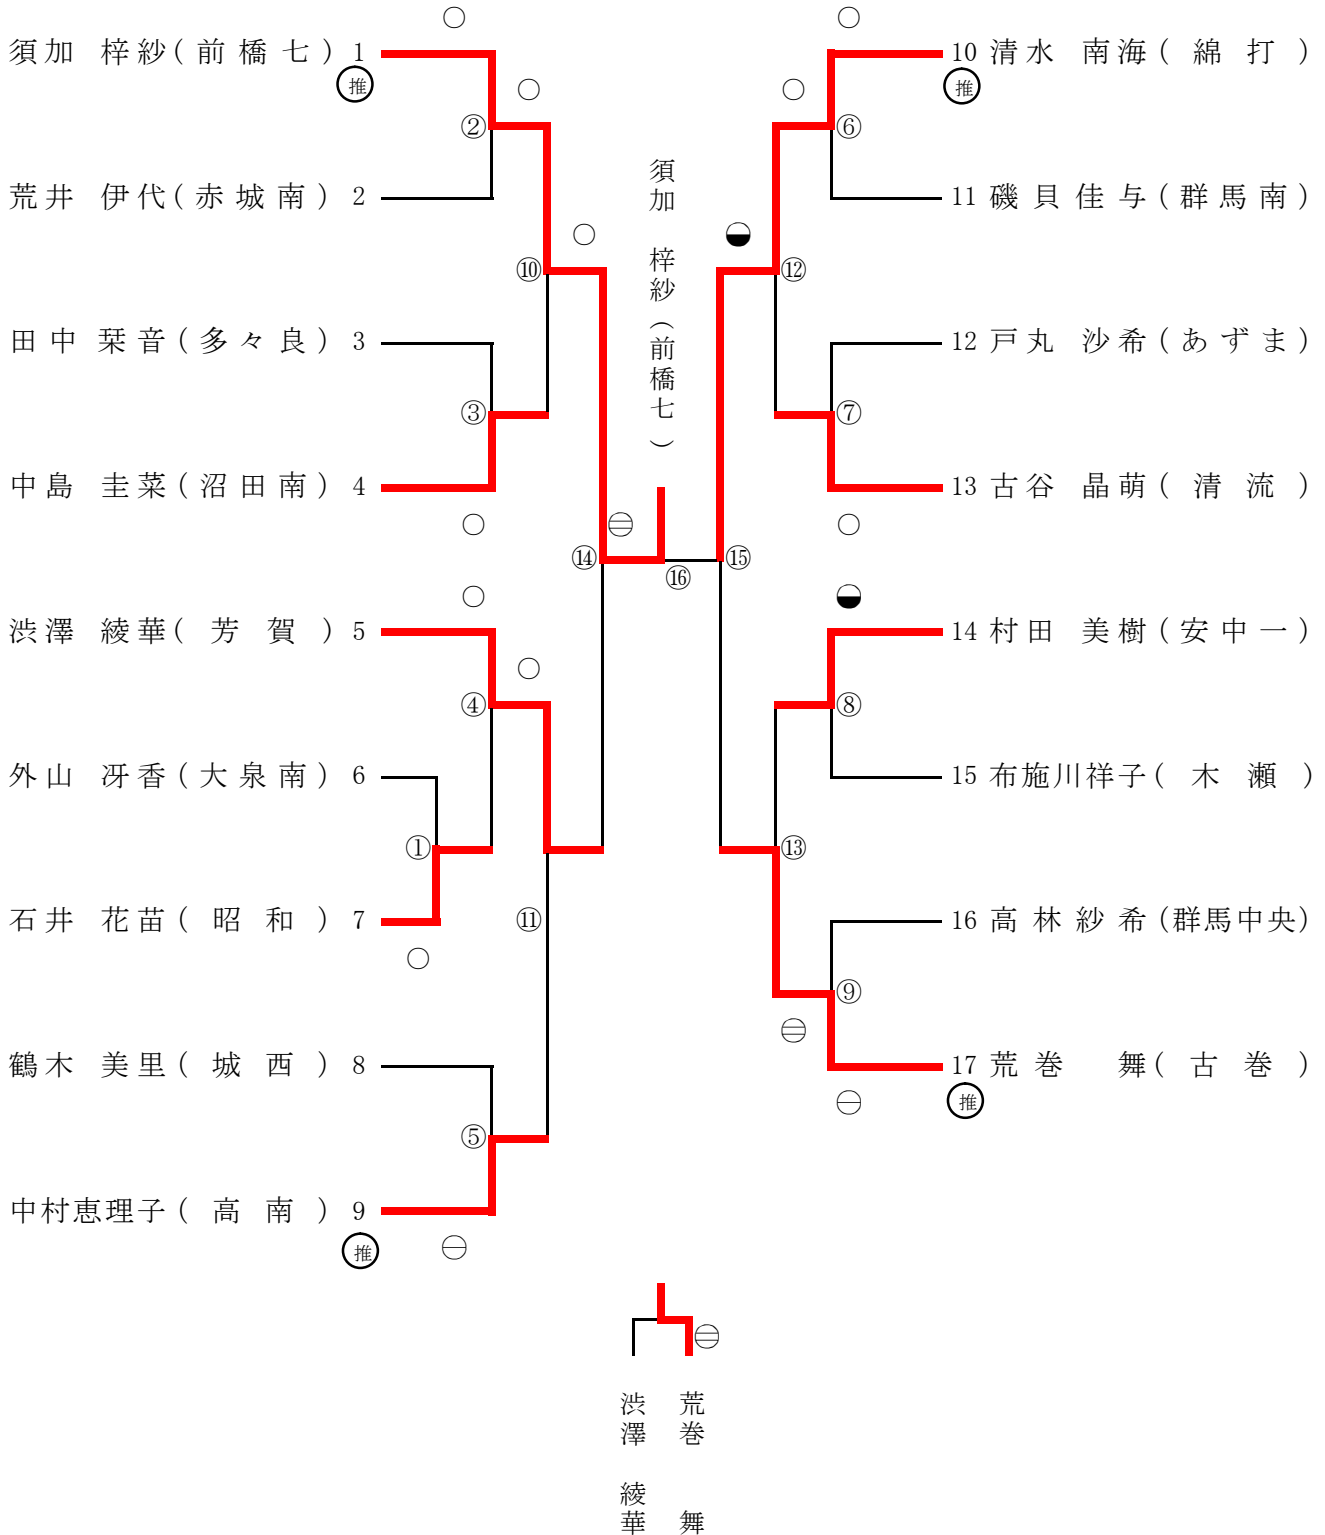 須加 梓紗(前橋七) 1
推
荒井 伊代(赤城南) 2
田中 栞音(多々良) 3
中島 圭菜(沼田南) 4
渋澤 綾華(芳賀) 5
外山 冴香(大泉南) 6
石井 花苗(昭和) 7
鶴木 美里(城西) 8
中村恵理子(高南) 9
推
②
⑩
③
⑭
④
①
⑪
⑤
須加 梓紗(前橋七)
⑯
⑥
⑫
⑦
⑮
⑧
⑬
⑨
10 清水 南海(綿打)
推
11 磯貝佳与(群馬南)
12 戸丸 沙希(あずま)
13 古谷 晶萌(清流)
14 村田 美樹(安中一)
15 布施川祥子(木瀬)
16 高林紗希(群馬中央)
17 荒巻 舞(古巻)
推
渋澤 綾華
荒巻 舞